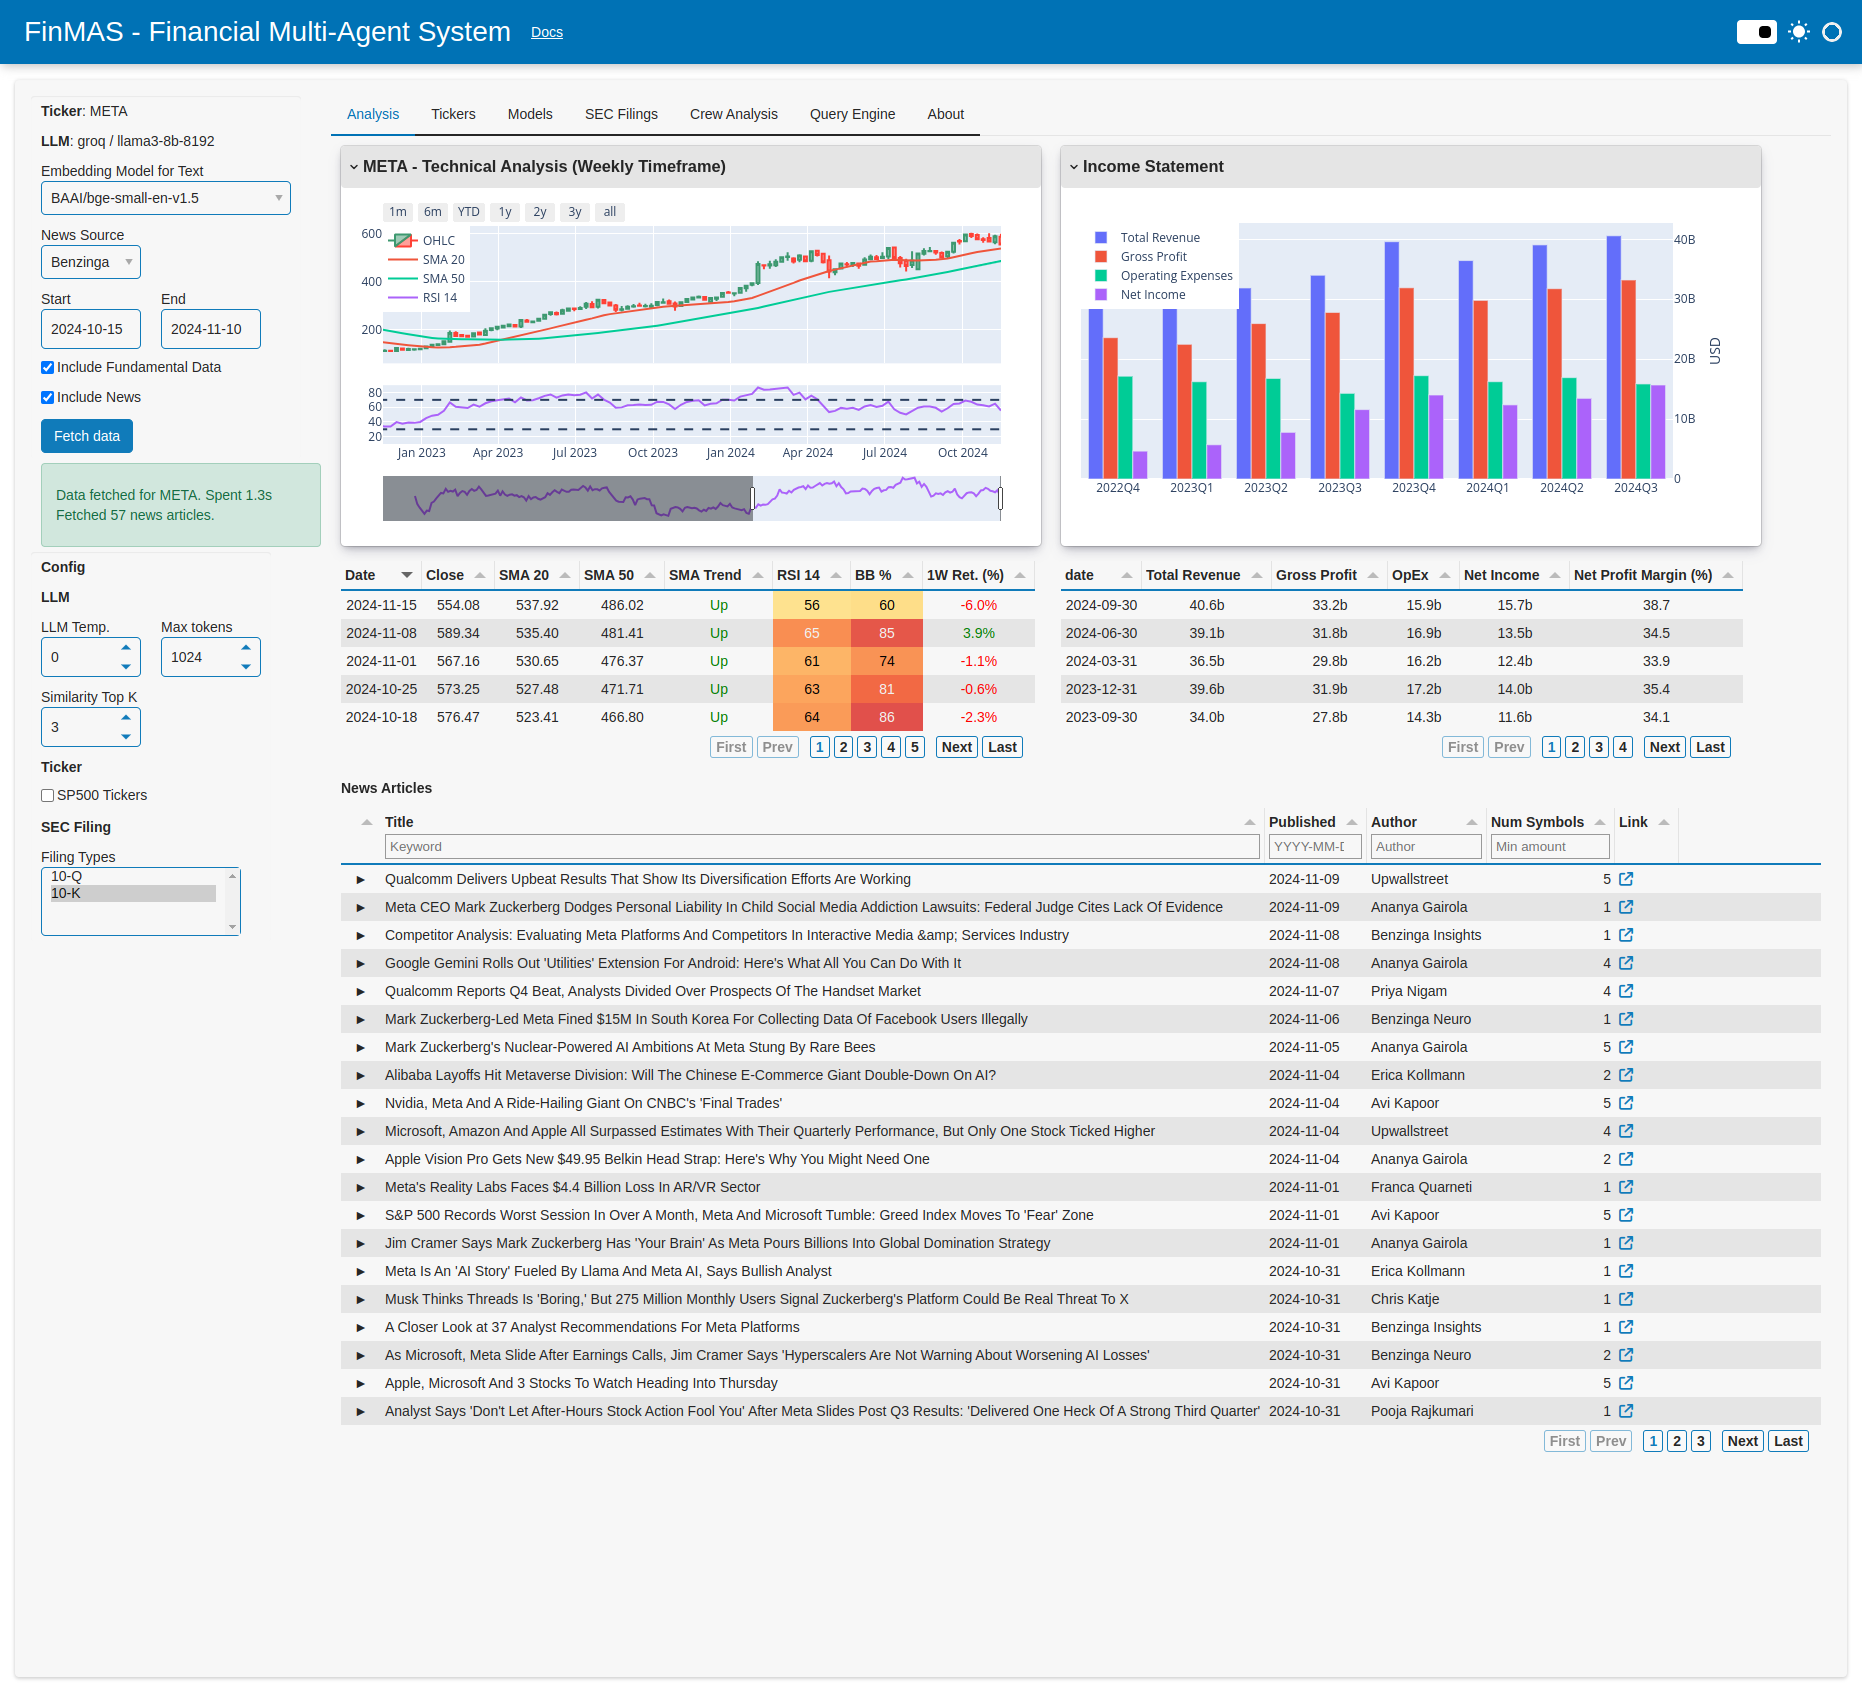 FinMAS - Financial Multi-Agent System Docs
Ticker: META
LLM: groq / llama3-8b-8192
Embedding Model for Text
BAAI/bge-small-en-v1.5
News Source
Benzinga
Start End
2024-10-15 2024-11-10
Include Fundamental Data
Include News
Fetch data
Data fetched for META. Spent 1.3s
Fetched 57 news articles.
Config
LLM
LLM Temp. Max tokens
0 1024
Similarity Top K
3
Ticker
SP500 Tickers
SEC Filing
Filing Types
10-Q
10-K
Analysis Tickers Models SEC Filings Crew Analysis Query Engine About
META - Technical Analysis (Weekly Timeframe)
1m 6m YTD 1y 2y 3y all
600
400
200
OHLC
SMA 20
SMA 50
RSI 14
80
60
40
20
Jan 2023 Apr 2023 Jul 2023 Oct 2023 Jan 2024 Apr 2024 Jul 2024 Oct 2024
Income Statement
Total Revenue
Gross Profit
Operating Expenses
Net Income
40B
30B
20B
10B
0
USD
2022Q4 2023Q1 2023Q2 2023Q3 2023Q4 2024Q1 2024Q2 2024Q3
Date Close SMA 20 SMA 50 SMA Trend RSI 14 BB % 1W Ret. (%)
2024-11-15 554.08 537.92 486.02 Up 56 60 -6.0%
2024-11-08 589.34 535.40 481.41 Up 65 85 3.9%
2024-11-01 567.16 530.65 476.37 Up 61 74 -1.1%
2024-10-25 573.25 527.48 471.71 Up 63 81 -0.6%
2024-10-18 576.47 523.41 466.80 Up 64 86 -2.3%
First Prev 1 2 3 4 5 Next Last
date Total Revenue Gross Profit OpEx Net Income Net Profit Margin (%)
2024-09-30 40.6b 33.2b 15.9b 15.7b 38.7
2024-06-30 39.1b 31.8b 16.9b 13.5b 34.5
2024-03-31 36.5b 29.8b 16.2b 12.4b 33.9
2023-12-31 39.6b 31.9b 17.2b 14.0b 35.4
2023-09-30 34.0b 27.8b 14.3b 11.6b 34.1
First Prev 1 2 3 4 Next Last
News Articles
Title Published Author Num Symbols Link
Keyword YYYY-MM-D Author Min amount
Qualcomm Delivers Upbeat Results That Show Its Diversification Efforts Are Working 2024-11-09 Upwallstreet 5
Meta CEO Mark Zuckerberg Dodges Personal Liability In Child Social Media Addiction Lawsuits: Federal Judge Cites Lack Of Evidence 2024-11-09 Ananya Gairola 1
Competitor Analysis: Evaluating Meta Platforms And Competitors In Interactive Media &amp; Services Industry 2024-11-08 Benzinga Insights 1
Google Gemini Rolls Out 'Utilities' Extension For Android: Here's What All You Can Do With It 2024-11-08 Ananya Gairola 4
Qualcomm Reports Q4 Beat, Analysts Divided Over Prospects Of The Handset Market 2024-11-07 Priya Nigam 4
Mark Zuckerberg-Led Meta Fined $15M In South Korea For Collecting Data Of Facebook Users Illegally 2024-11-06 Benzinga Neuro 1
Mark Zuckerberg's Nuclear-Powered AI Ambitions At Meta Stung By Rare Bees 2024-11-05 Ananya Gairola 5
Alibaba Layoffs Hit Metaverse Division: Will The Chinese E-Commerce Giant Double-Down On AI? 2024-11-04 Erica Kollmann 2
Nvidia, Meta And A Ride-Hailing Giant On CNBC's 'Final Trades' 2024-11-04 Avi Kapoor 5
Microsoft, Amazon And Apple All Surpassed Estimates With Their Quarterly Performance, But Only One Stock Ticked Higher 2024-11-04 Upwallstreet 4
Apple Vision Pro Gets New $49.95 Belkin Head Strap: Here's Why You Might Need One 2024-11-04 Ananya Gairola 2
Meta's Reality Labs Faces $4.4 Billion Loss In AR/VR Sector 2024-11-01 Franca Quarneti 1
S&P 500 Records Worst Session In Over A Month, Meta And Microsoft Tumble: Greed Index Moves To 'Fear' Zone 2024-11-01 Avi Kapoor 5
Jim Cramer Says Mark Zuckerberg Has 'Your Brain' As Meta Pours Billions Into Global Domination Strategy 2024-11-01 Ananya Gairola 1
Meta Is An 'AI Story' Fueled By Llama And Meta AI, Says Bullish Analyst 2024-10-31 Erica Kollmann 1
Musk Thinks Threads Is 'Boring,' But 275 Million Monthly Users Signal Zuckerberg's Platform Could Be Real Threat To X 2024-10-31 Chris Katje 1
A Closer Look at 37 Analyst Recommendations For Meta Platforms 2024-10-31 Benzinga Insights 1
As Microsoft, Meta Slide After Earnings Calls, Jim Cramer Says 'Hyperscalers Are Not Warning About Worsening AI Losses' 2024-10-31 Benzinga Neuro 2
Apple, Microsoft And 3 Stocks To Watch Heading Into Thursday 2024-10-31 Avi Kapoor 5
Analyst Says 'Don't Let After-Hours Stock Action Fool You' After Meta Slides Post Q3 Results: 'Delivered One Heck Of A Strong Third Quarter' 2024-10-31 Pooja Rajkumari 1
First Prev 1 2 3 Next Last